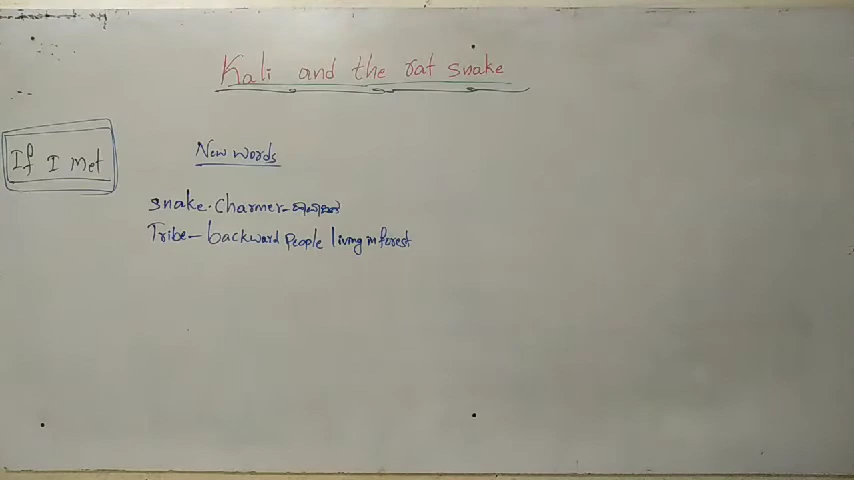 Kali and the rat snake
If I met
New words
snake-charmer-
Tribe- backward people living in forest